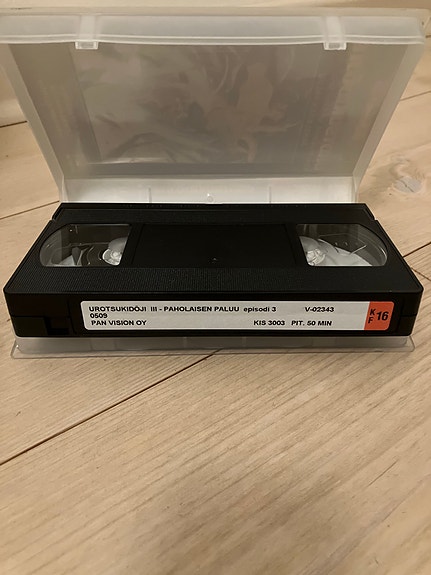 UROTSUKIDÖJI III - PAHOLAISEN PALUU episodi 3 V-02343
0509
PAN VISION OY KIS 3003 PIT. 50 MIN
K
F 16